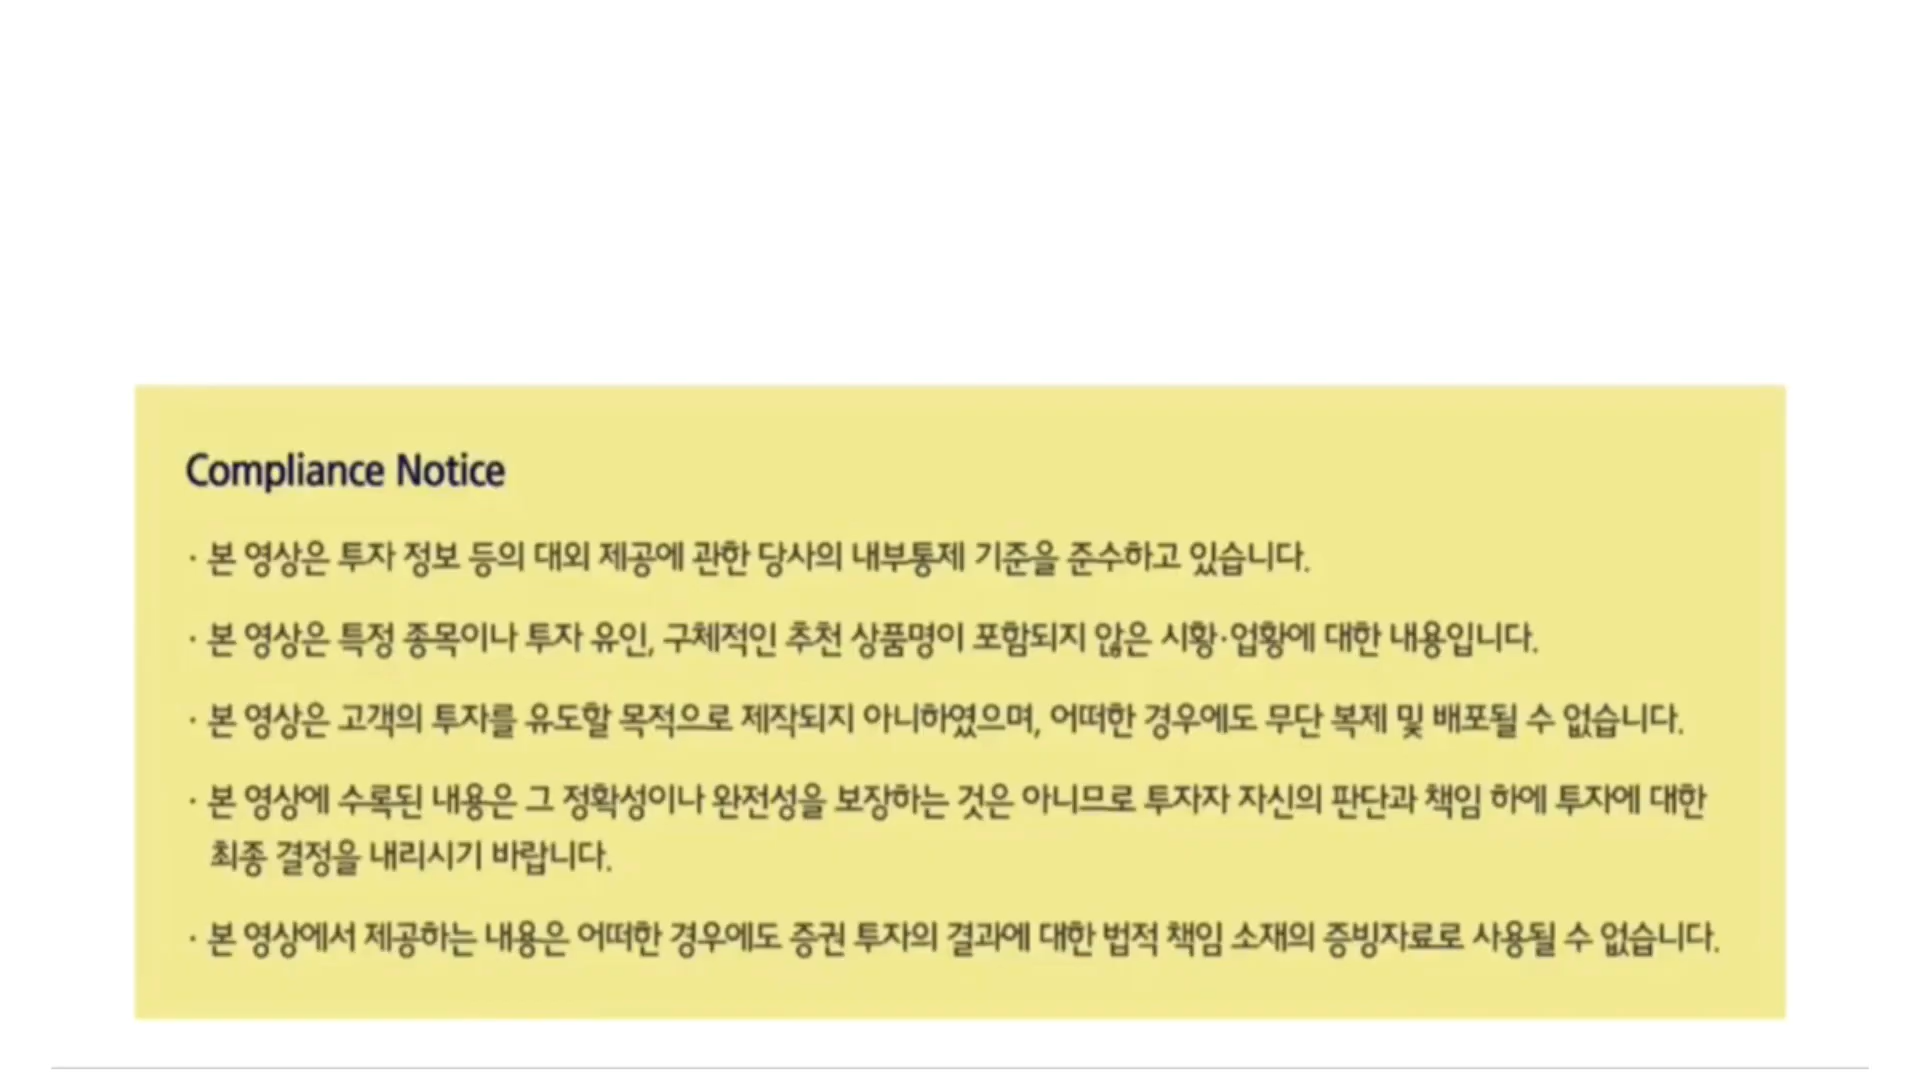 Compliance Notice
· 본 영상은 투자 정보 등의 대외 제공에 관한 당사의 내부통제 기준을 준수하고 있습니다.
· 본 영상은 특정 종목이나 투자 유인, 구체적인 추천 상품명이 포함되지 않은 시황·업황에 대한 내용입니다.
· 본 영상은 고객의 투자를 유도할 목적으로 제작되지 아니하였으며, 어떠한 경우에도 무단 복제 및 배포될 수 없습니다.
· 본 영상에 수록된 내용은 그 정확성이나 완전성을 보장하는 것은 아니므로 투자자 자신의 판단과 책임 하에 투자에 대한
최종 결정을 내리시기 바랍니다.
· 본 영상에서 제공하는 내용은 어떠한 경우에도 증권 투자의 결과에 대한 법적 책임 소재의 증빙자료로 사용될 수 없습니다.